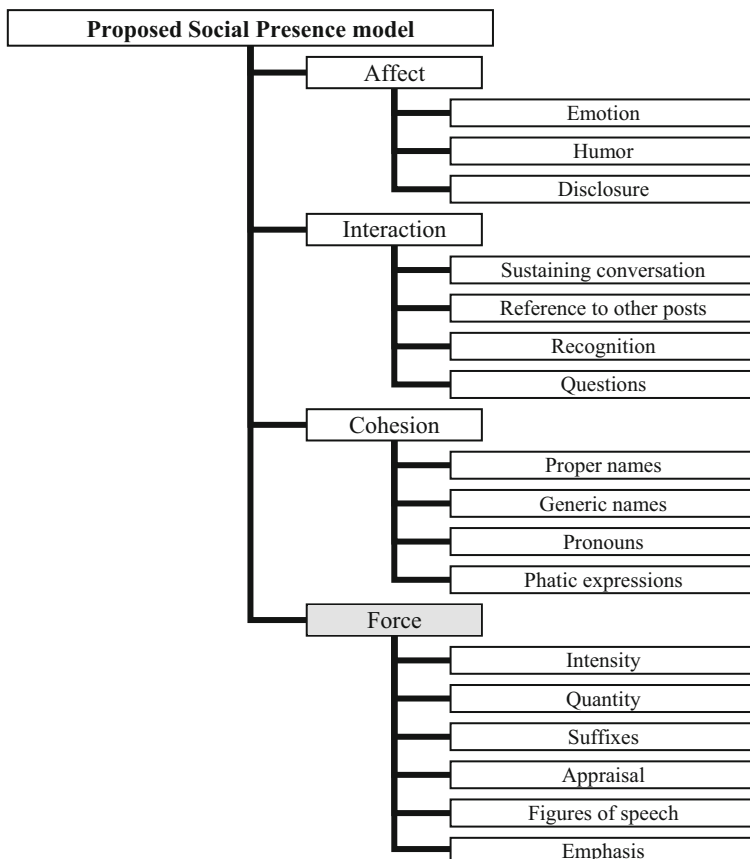 Proposed Social Presence model
Affect
Emotion
Humor
Disclosure
Interaction
Sustaining conversation
Reference to other posts
Recognition
Questions
Cohesion
Proper names
Generic names
Pronouns
Phatic expressions
Force
Intensity
Quantity
Suffixes
Appraisal
Figures of speech
Emphasis